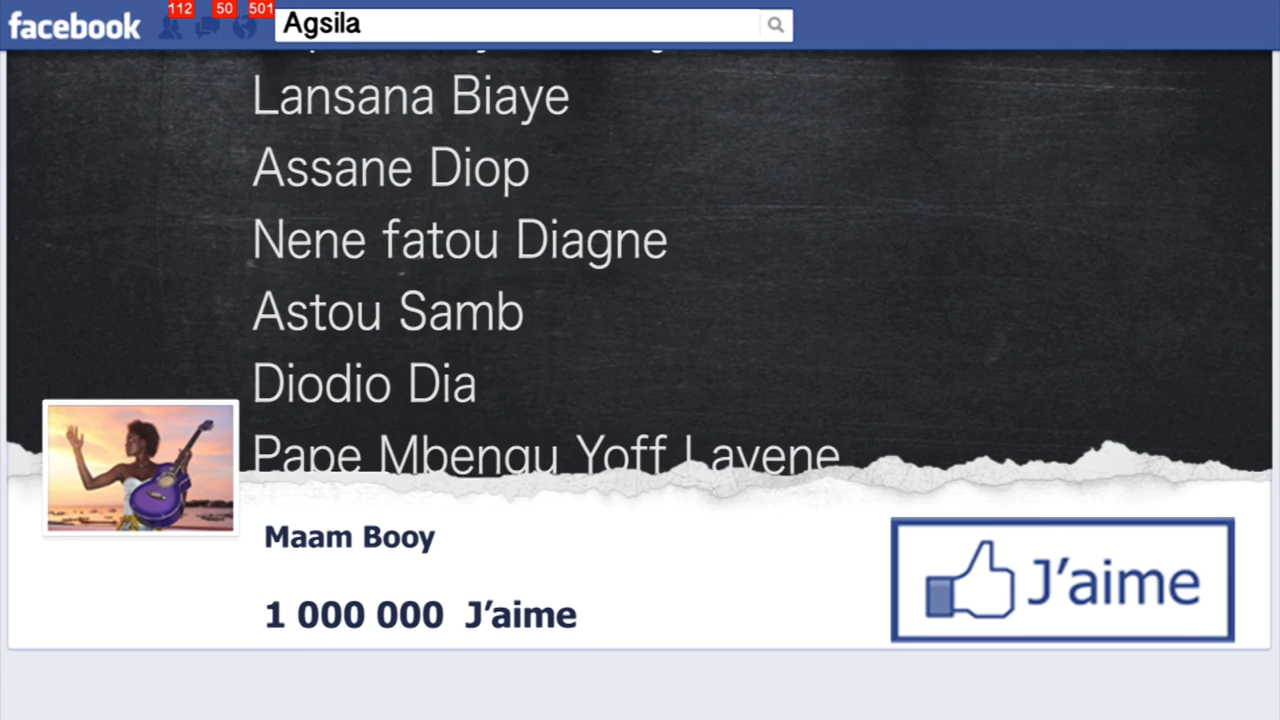 facebook
112
50
501
Agsila
Lansana Biaye
Assane Diop
Nene fatou Diagne
Astou Samb
Diodio Dia
Pape Mbengu Yoff Layene
Maam Booy
1 000 000 J'aime
J'aime